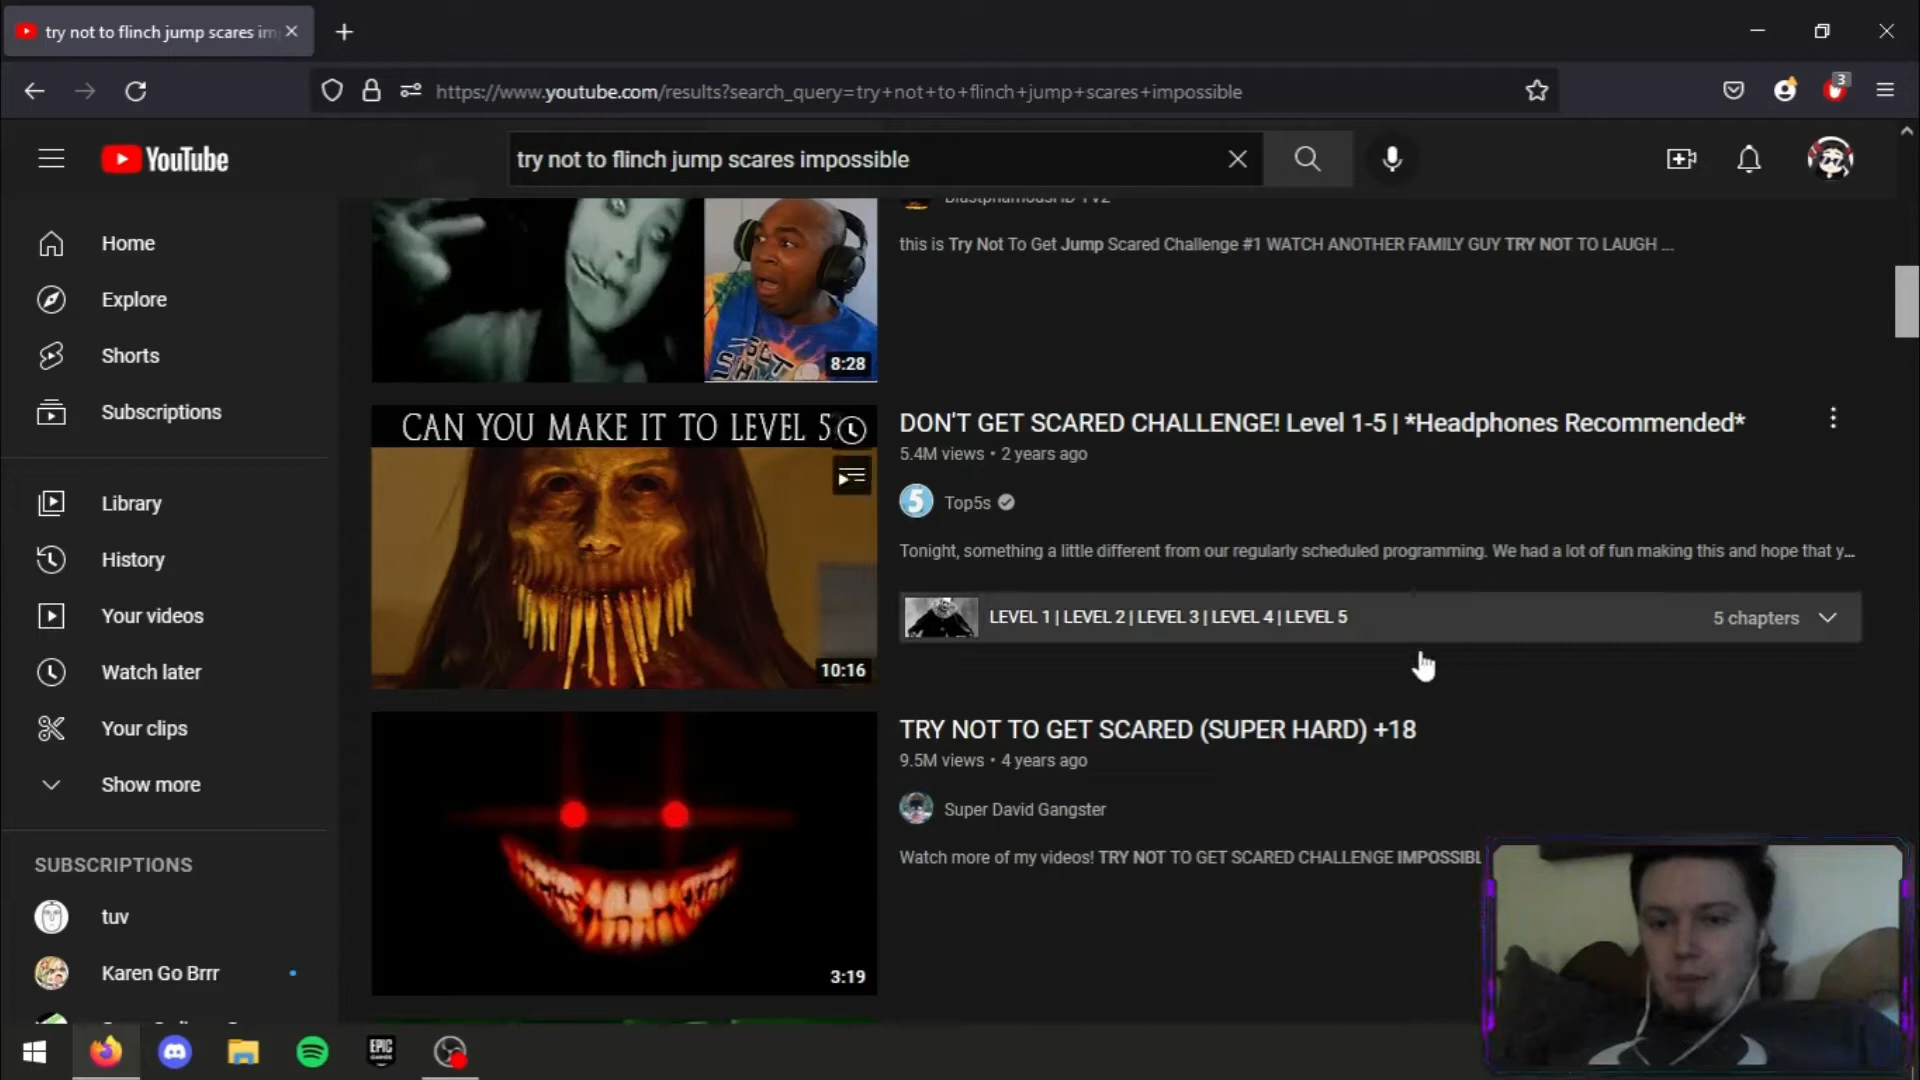 try not to flinch jump scares im
https://www.youtube.com/results?search_query=try+not+to+flinch+jump+scares+impossible
3
YouTube
try not to flinch jump scares impossible
Home
Explore
Shorts
Subscriptions
Library
History
Your videos
Watch later
Your clips
Show more
SUBSCRIPTIONS
tuv
Karen Go Brrr
8:28
this is Try Not To Get Jump Scared Challenge #1 WATCH ANOTHER FAMILY GUY TRY NOT TO LAUGH ...
CAN YOU MAKE IT TO LEVEL 5
10:16
DON'T GET SCARED CHALLENGE! Level 1-5 | *Headphones Recommended*
5.4M views • 2 years ago
5
Top5s
Tonight, something a little different from our regularly scheduled programming. We had a lot of fun making this and hope that y...
LEVEL 1 | LEVEL 2 | LEVEL 3 | LEVEL 4 | LEVEL 5
5 chapters
3:19
TRY NOT TO GET SCARED (SUPER HARD) +18
9.5M views • 4 years ago
Super David Gangster
Watch more of my videos! TRY NOT TO GET SCARED CHALLENGE
EPIC
GAMES